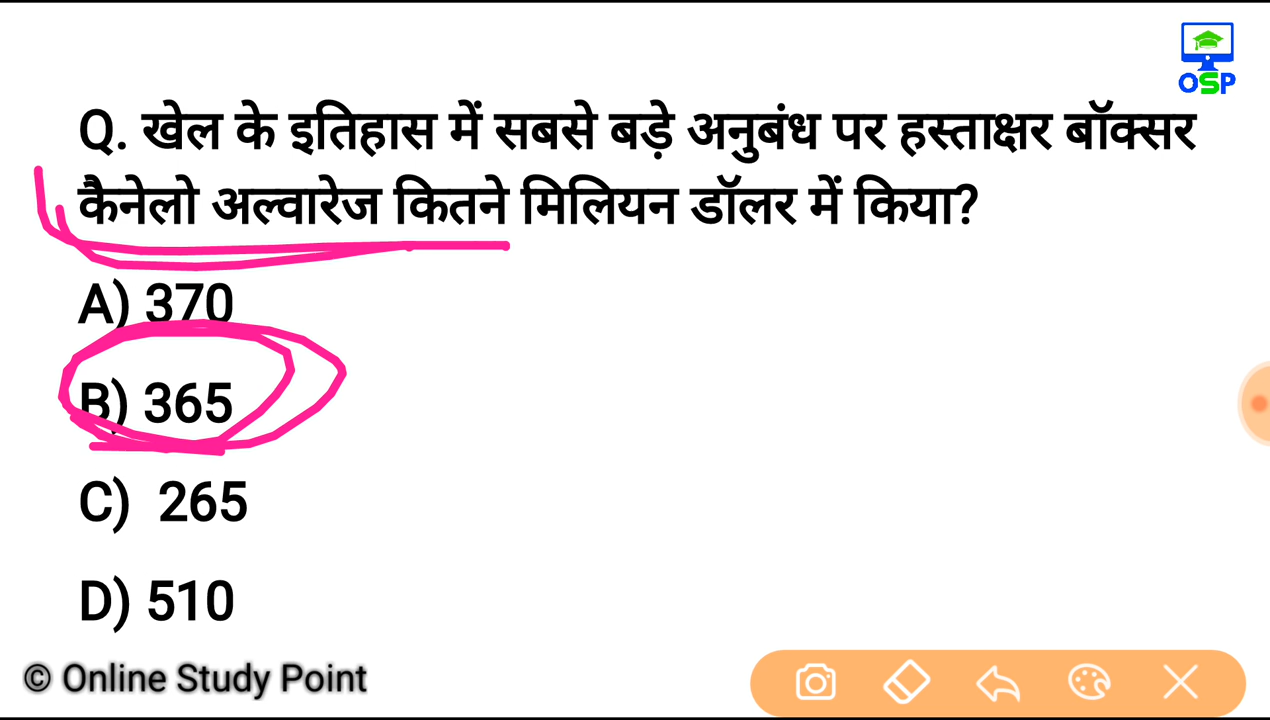 OSP
Q. खेल के इतिहास में सबसे बड़े अनुबंध पर हस्ताक्षर बॉक्सर
कैनेलो अल्वारेज कितने मिलियन डॉलर में किया?
A) 370
B) 365
C) 265
D) 510
© Online Study Point